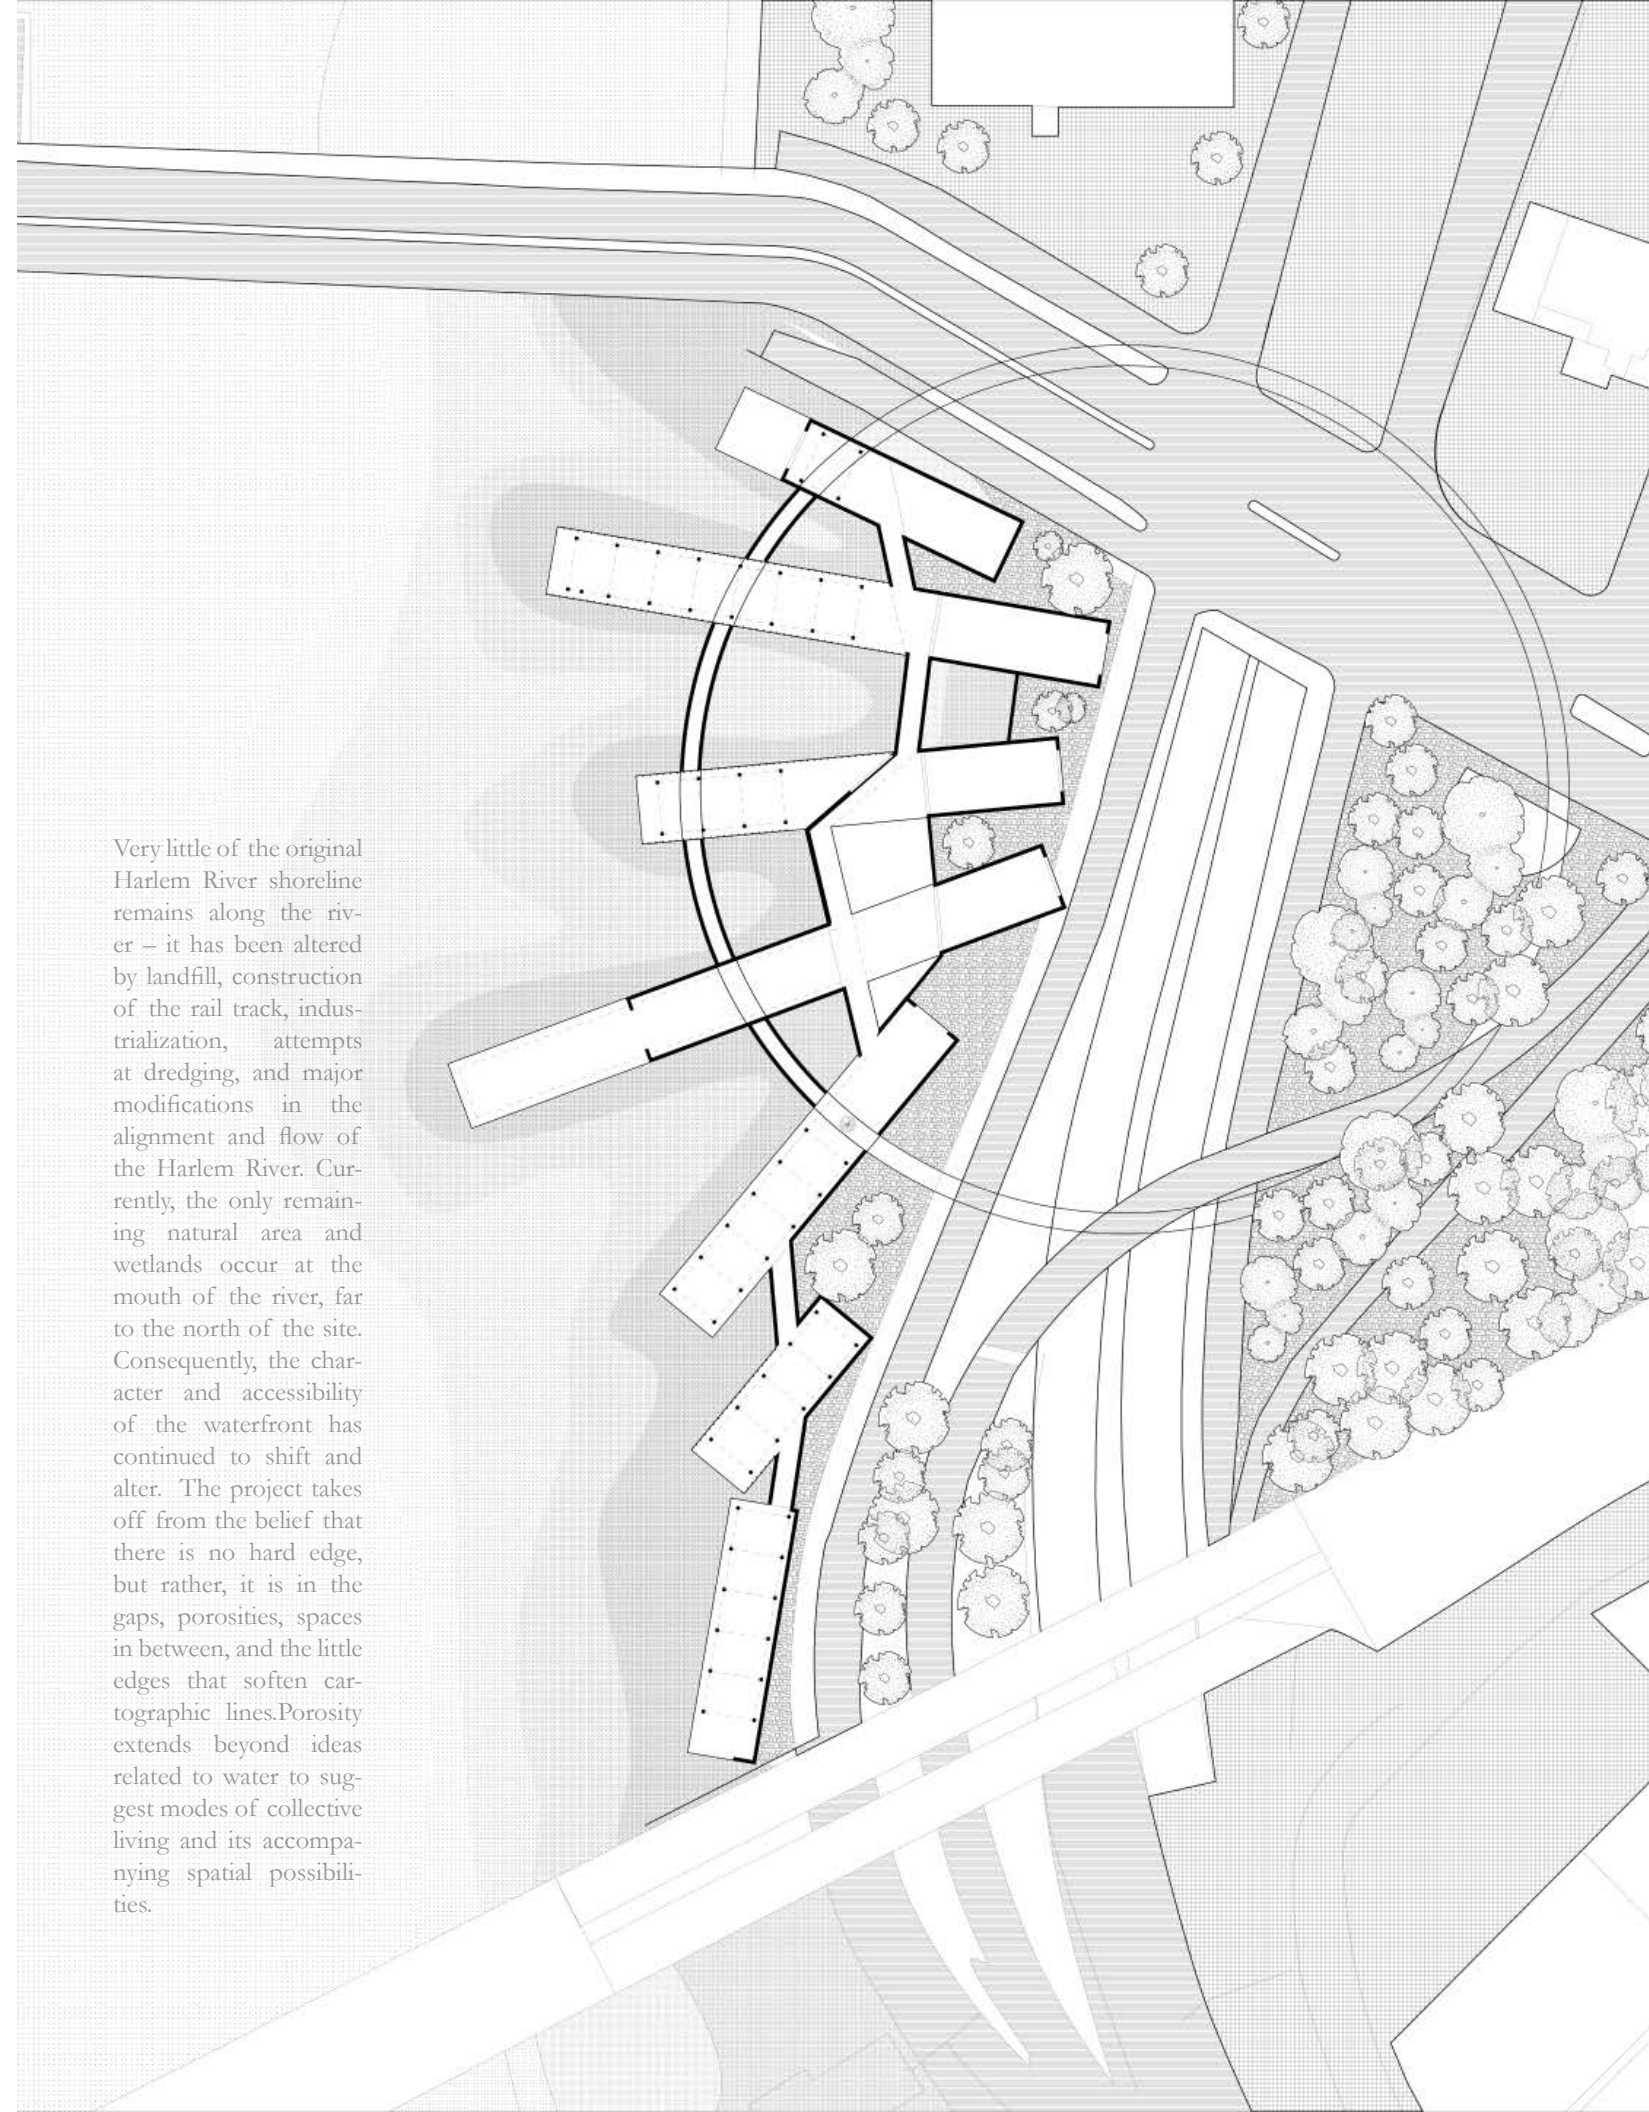 Very little of the original
Harlem River shoreline
remains along the riv-
er – it has been altered
by landfill, construction
of the rail track, indus-
trialization, attempts
at dredging, and major
modifications in the
alignment and flow of
the Harlem River. Cur-
rently, the only remain-
ing natural area and
wetlands occur at the
mouth of the river, far
to the north of the site.
Consequently, the char-
acter and accessibility
of the waterfront has
continued to shift and
alter. The project takes
off from the belief that
there is no hard edge,
but rather, it is in the
gaps, porosities, spaces
in between, and the little
edges that soften car-
tographic lines.Porosity
extends beyond ideas
related to water to sug-
gest modes of collective
living and its accompa-
nying spatial possibili-
ties.